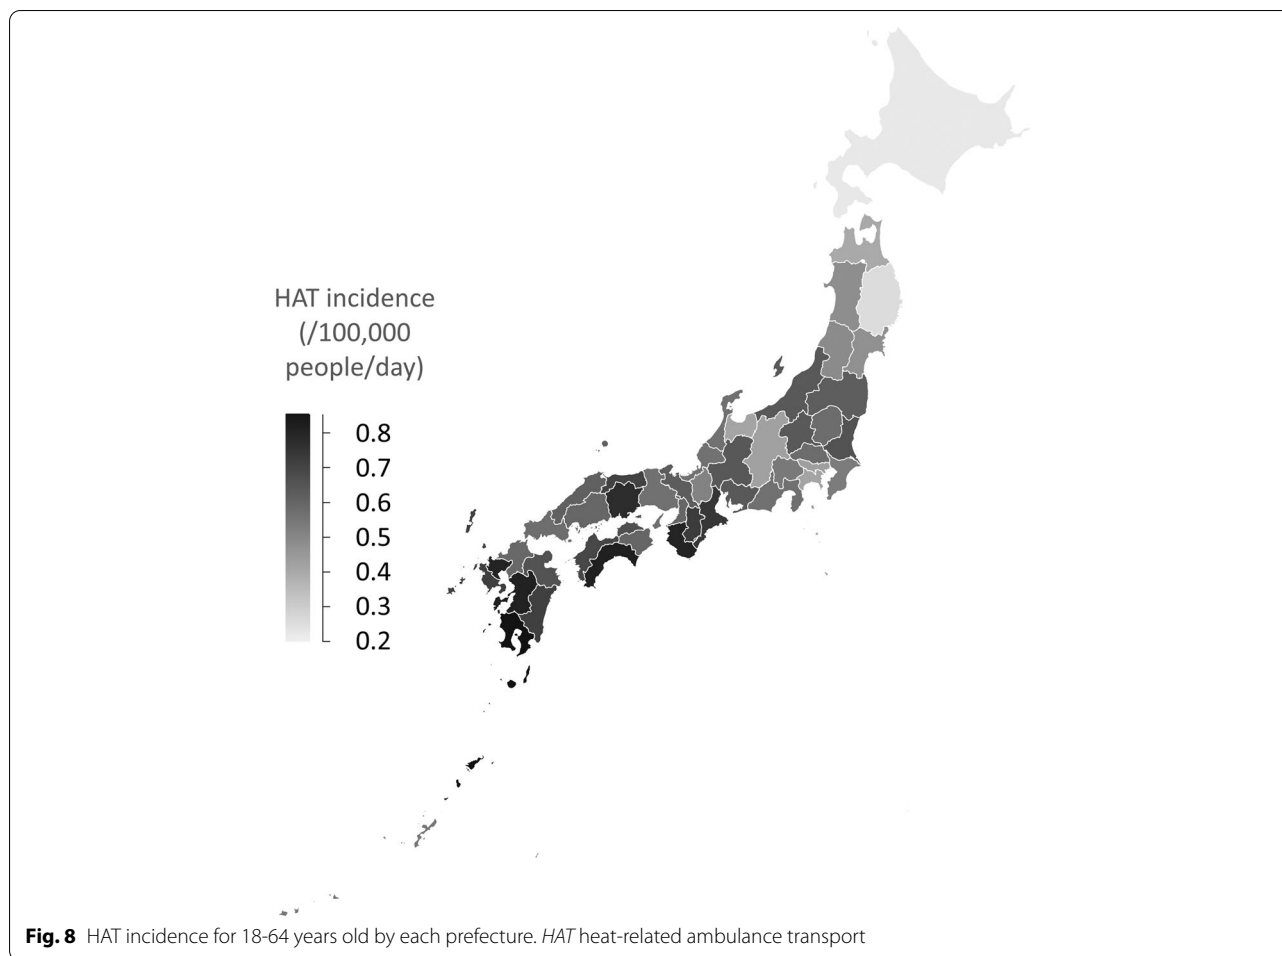 HAT incidence
(/100,000
people/day)
0.8
0.7
0.6
0.5
0.4
0.3
0.2
Fig. 8 HAT incidence for 18-64 years old by each prefecture. HAT heat-related ambulance transport